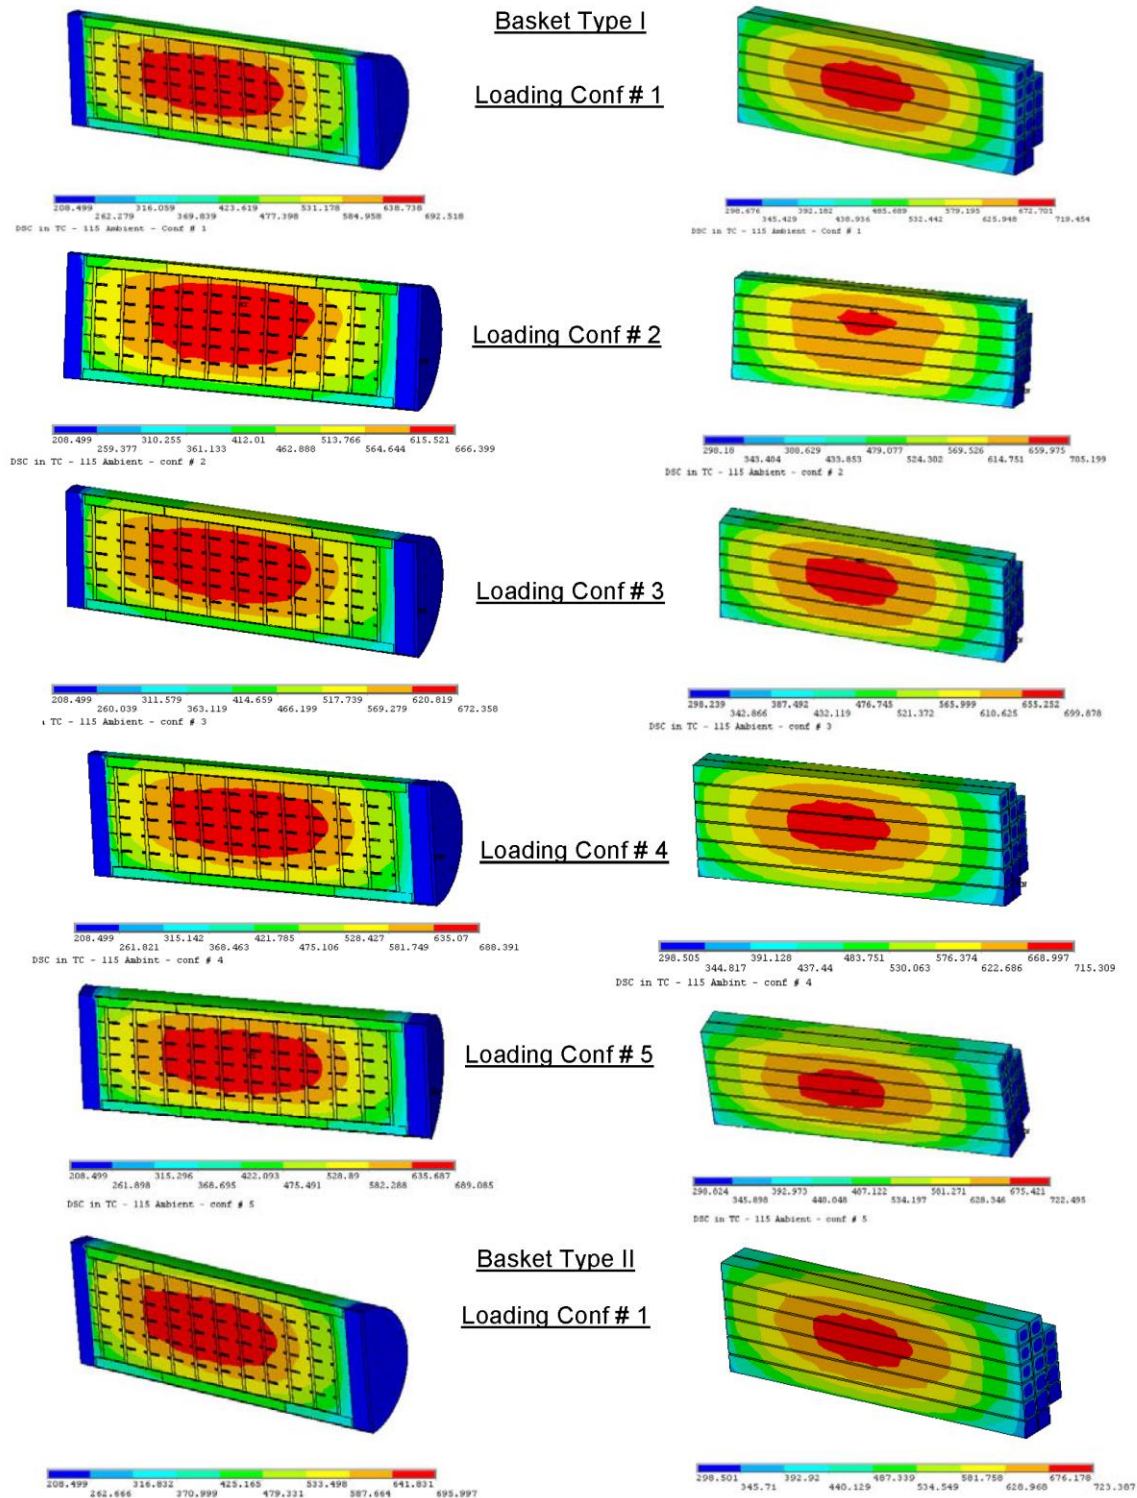 Basket Type I
Loading Conf # 1
208.499 316.059 423.619 531.178 638.738
262.279 369.839 477.398 584.958 692.518
DSC in TC - 115 Ambient - Conf # 1
298.676 392.182 485.689 579.195 672.701
345.429 438.936 532.442 625.948 719.454
DSC in TC - 115 Ambient - Conf # 1
Loading Conf # 2
208.499 310.255 412.01 513.766 615.521
259.377 361.133 462.888 564.644 666.399
DSC in TC - 115 Ambient - conf # 2
298.18 388.629 479.077 569.526 659.975
343.404 433.853 524.302 614.751 705.199
DSC in TC - 115 Ambient - conf # 2
Loading Conf # 3
208.499 311.579 414.659 517.739 620.819
260.039 363.119 466.199 569.279 672.358
TC - 115 Ambient - conf # 3
298.239 387.492 476.745 565.999 655.252
342.866 432.119 521.372 610.625 699.878
DSC in TC - 115 Ambient - conf # 3
Loading Conf # 4
208.499 315.142 421.785 528.427 635.07
261.821 368.463 475.106 581.749 688.391
DSC in TC - 115 Ambint - conf # 4
298.505 391.128 483.751 576.374 668.997
344.817 437.44 530.063 622.686 715.309
DSC in TC - 115 Ambint - conf # 4
Loading Conf # 5
208.499 315.296 422.093 528.89 635.687
261.898 368.695 475.491 582.288 689.085
DSC in TC - 115 Ambient - conf # 5
298.824 392.973 487.122 581.271 675.421
345.898 440.048 534.197 628.346 722.495
DSC in TC - 115 Ambient - conf # 5
Basket Type II
Loading Conf # 1
208.499 316.832 425.165 533.498 641.831
262.666 370.999 479.331 587.664 695.997
298.501 392.92 487.339 581.758 676.178
345.71 440.129 534.549 628.968 723.387